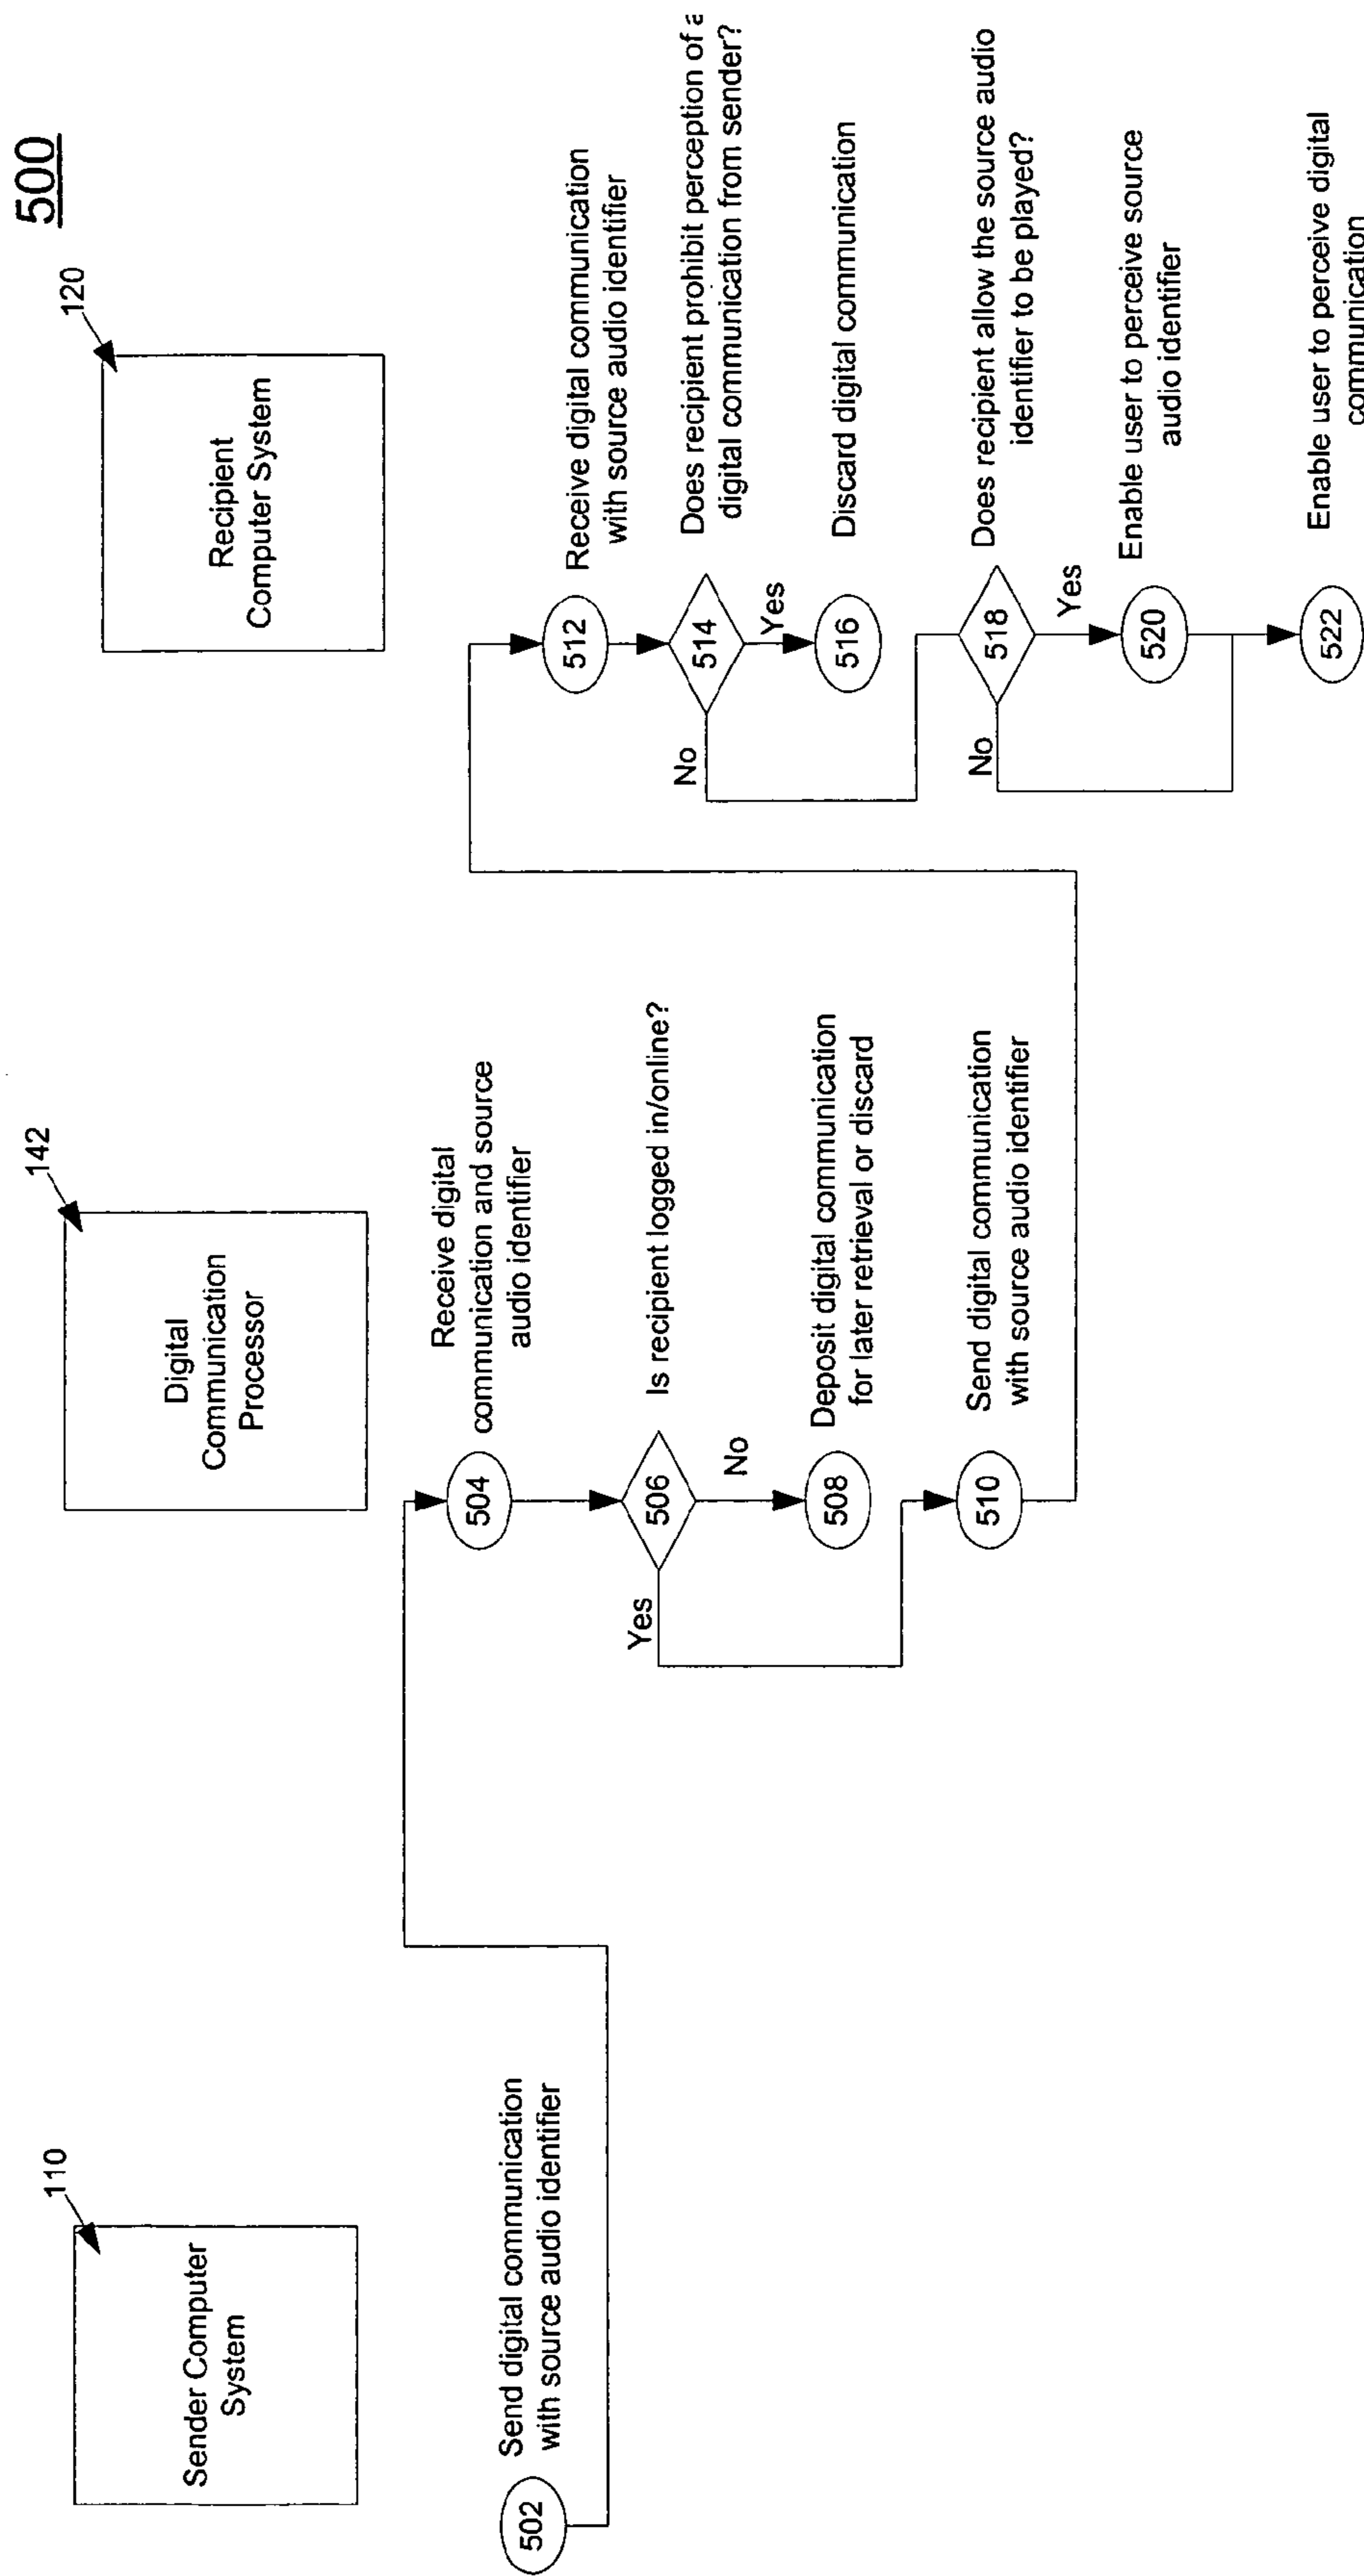 500
110
Sender Computer
System
502
Send digital communication
with source audio identifier
142
Digital
Communication
Processor
504
Receive digital
communication and source
audio identifier
506
Is recipient logged in/online?
Yes
No
508
Deposit digital communication
for later retrieval or discard
510
Send digital communication
with source audio identifier
120
Recipient
Computer System
512
Receive digital communication
with source audio identifier
514
Does recipient prohibit perception of
digital communication from sender?
No
Yes
516
Discard digital communication
518
Does recipient allow the source audio
identifier to be played?
No
Yes
520
Enable user to perceive source
audio identifier
522
Enable user to perceive digital
communication